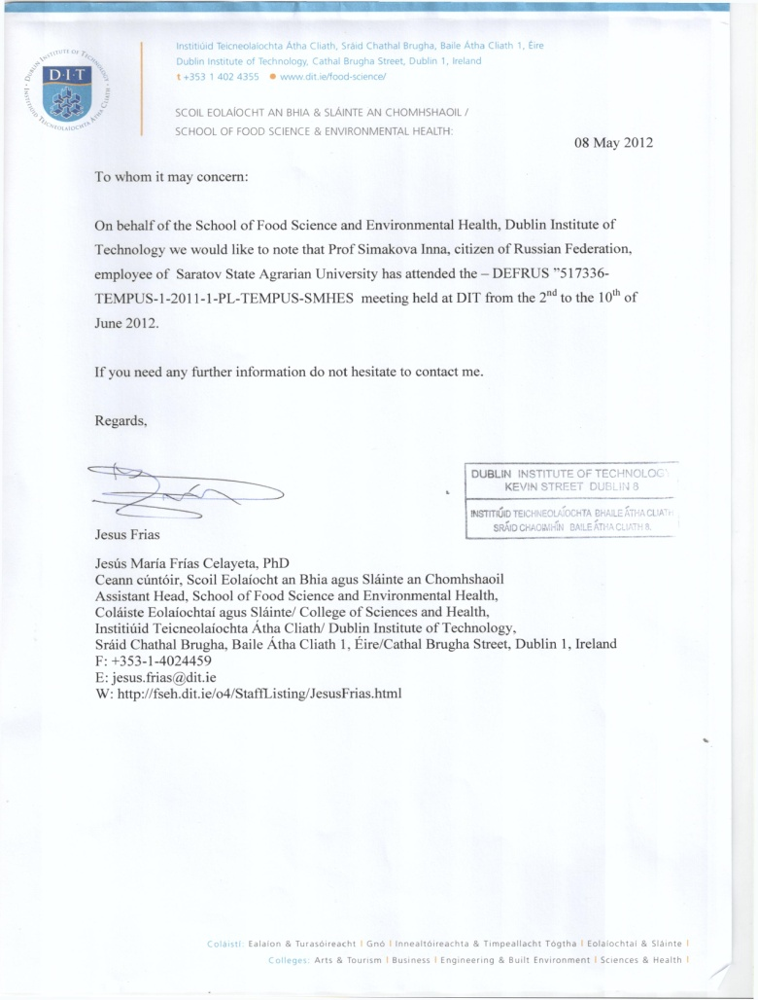 DUBLIN INSTITUTE OF TECHNOLOGY
D·I·T
INSTITIÚID TEICNEOLAÍOCHTA ÁTHA CLIATH
Institiúid Teicneolaíochta Átha Cliath, Sráid Chathal Brugha, Baile Átha Cliath 1, Éire
Dublin Institute of Technology, Cathal Brugha Street, Dublin 1, Ireland
t +353 1 402 4355 ● www.dit.ie/food-science/
SCOIL EOLAÍOCHT AN BHIA & SLÁINTE AN CHOMHSHAOIL /
SCHOOL OF FOOD SCIENCE & ENVIRONMENTAL HEALTH:
08 May 2012
To whom it may concern:
On behalf of the School of Food Science and Environmental Health, Dublin Institute of
Technology we would like to note that Prof Simakova Inna, citizen of Russian Federation,
employee of Saratov State Agrarian University has attended the – DEFRUS "517336-
TEMPUS-1-2011-1-PL-TEMPUS-SMHES meeting held at DIT from the 2nd to the 10th of
June 2012.
If you need any further information do not hesitate to contact me.
Regards,
DUBLIN INSTITUTE OF TECHNOLOGY
KEVIN STREET DUBLIN 8
INSTITIÚID TEICHNEOLAÍOCHTA BHAILE ÁTHA CLIATH
SRÁID CHAOIMHÍN BAILE ÁTHA CLIATH 8.
Jesus Frias
Jesús María Frías Celayeta, PhD
Ceann cúntóir, Scoil Eolaíocht an Bhia agus Sláinte an Chomhshaoil
Assistant Head, School of Food Science and Environmental Health,
Coláiste Eolaíochtaí agus Sláinte/ College of Sciences and Health,
Institiúid Teicneolaíochta Átha Cliath/ Dublin Institute of Technology,
Sráid Chathal Brugha, Baile Átha Cliath 1, Éire/Cathal Brugha Street, Dublin 1, Ireland
F: +353-1-4024459
E: jesus.frias@dit.ie
W: http://fseh.dit.ie/o4/StaffListing/JesusFrias.html
Coláistí: Ealaíon & Turasóireacht | Gnó | Innealtóireachta & Timpeallacht Tógtha | Eolaíochtaí & Sláinte |
Colleges: Arts & Tourism | Business | Engineering & Built Environment | Sciences & Health |